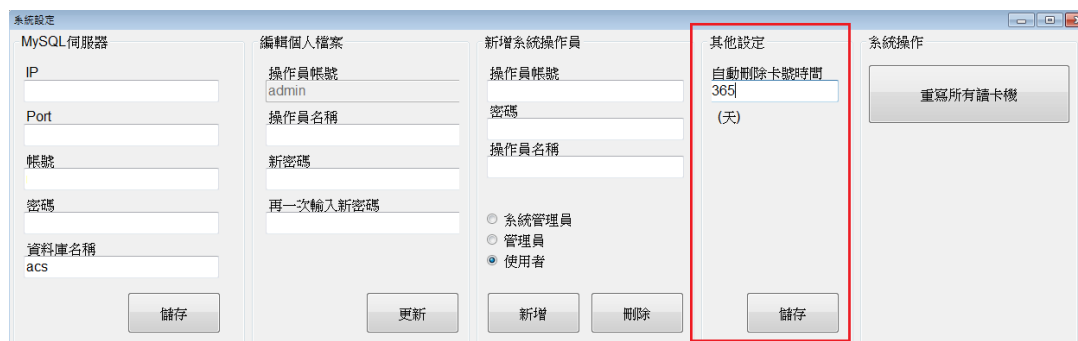 系統設定
MySQL伺服器
IP
Port
帳號
密碼
資料庫名稱
acs
儲存
編輯個人檔案
操作員帳號
admin
操作員名稱
新密碼
再一次輸入新密碼
更新
新增系統操作員
操作員帳號
密碼
操作員名稱
系統管理員
管理員
使用者
新增
刪除
其他設定
自動刪除卡號時間
365
(天)
儲存
系統操作
重寫所有讀卡機